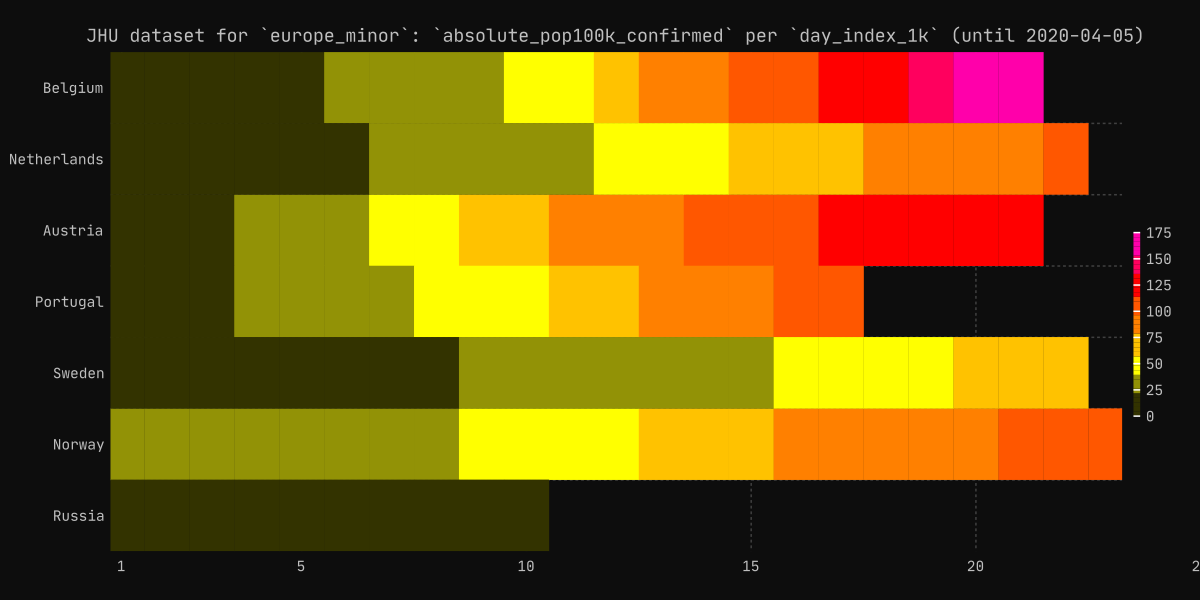 JHU dataset for `europe_minor`: `absolute_pop100k_confirmed` per `day_index_1k` (until 2020-04-05)
Belgium
Netherlands
Austria
Portugal
Sweden
Norway
Russia
175
150
125
100
75
50
25
0
1 5 10 15 20 2